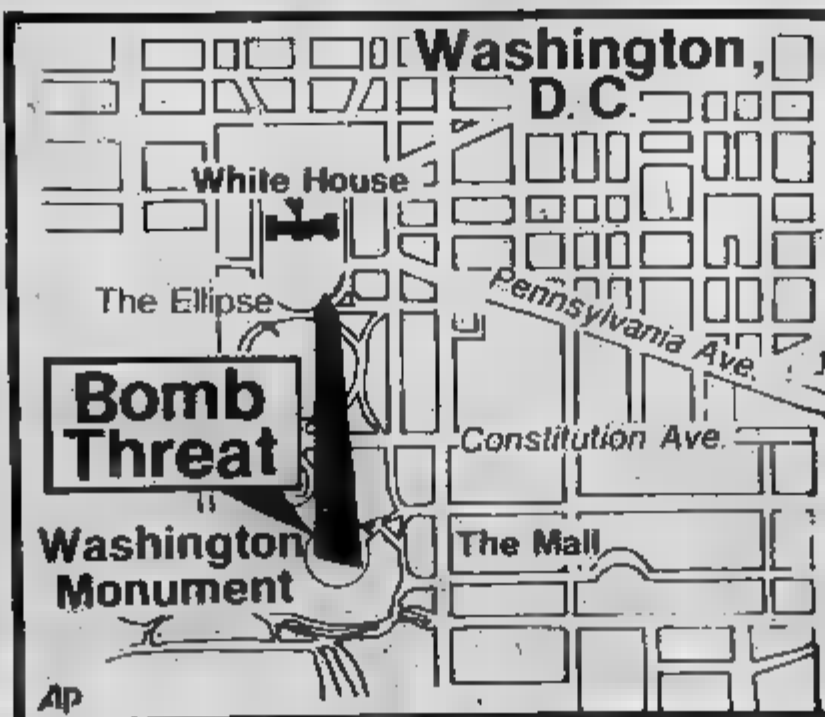 Washington,
D. C.
White House
The Ellipse
Pennsylvania Ave.
Bomb
Threat
Constitution Ave.
Washington
Monument
The Mall
AP